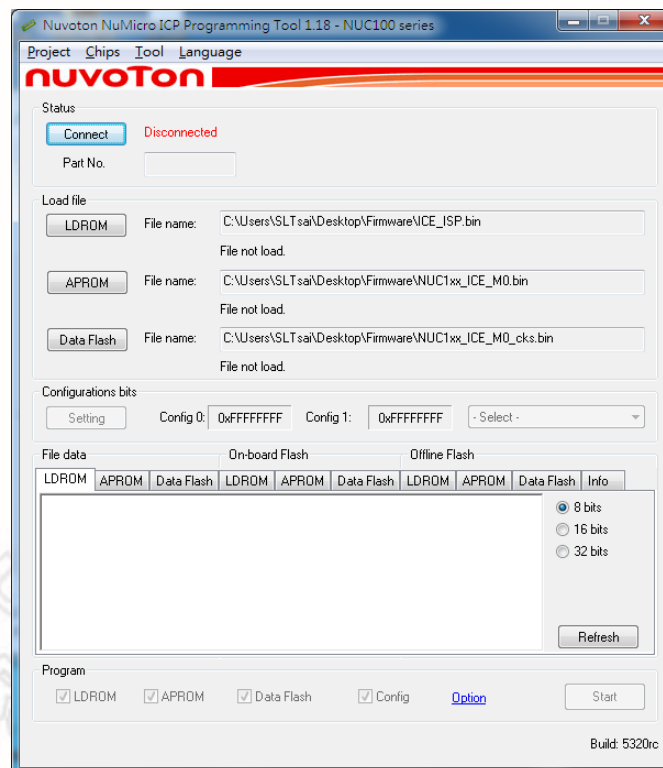 Nuvoton NuMicro ICP Programming Tool 1.18 - NUC100 series
Project Chips Tool Language
nuvoTon
Status
Connect Disconnected
Part No.
Load file
LDROM File name: C:\Users\SLTsai\Desktop\Firmware\ICE_ISP.bin
File not load.
APROM File name: C:\Users\SLTsai\Desktop\Firmware\NUC1xx_ICE_M0.bin
File not load.
Data Flash File name: C:\Users\SLTsai\Desktop\Firmware\NUC1xx_ICE_M0_cks.bin
File not load.
Configurations bits
Setting Config 0: 0xFFFFFFFF Config 1: 0xFFFFFFFF - Select -
File data On-board Flash Offline Flash
LDROM APROM Data Flash LDROM APROM Data Flash LDROM APROM Data Flash Info
8 bits
16 bits
32 bits
Refresh
Program
LDROM APROM Data Flash Config Option Start
Build: 5320rc